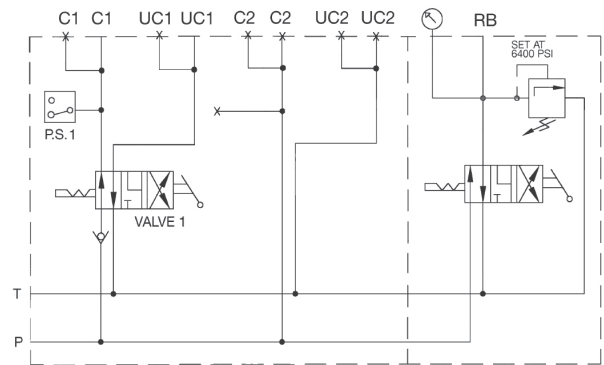 C1 C1 UC1 UC1 C2 C2 UC2 UC2 RB
SET AT
6400 PSI
P.S.1
VALVE 1
T
P